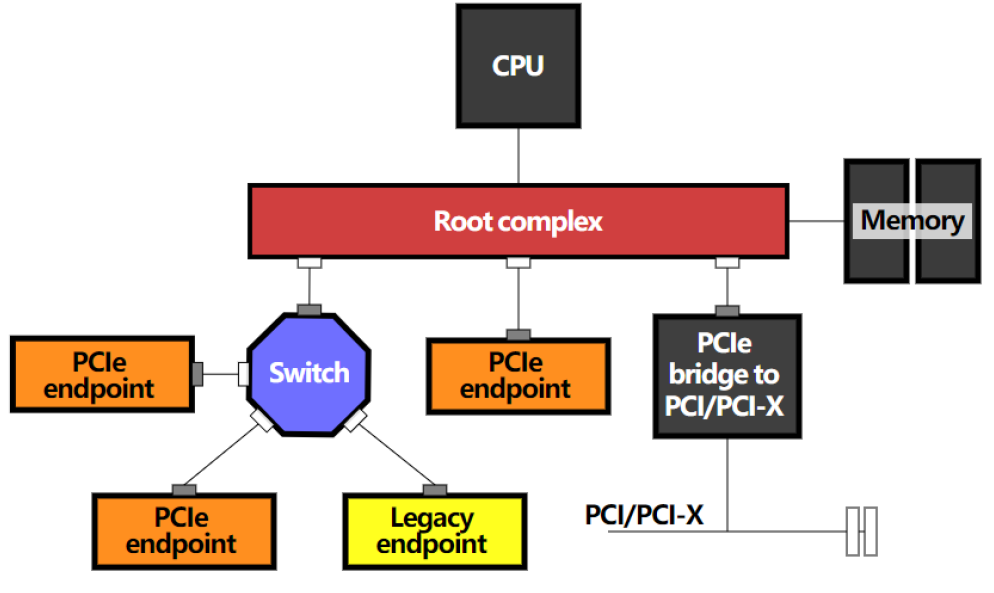 CPU
Root complex
Memory
PCIe
endpoint
Switch
PCIe
endpoint
PCIe
bridge to
PCI/PCI-X
PCIe
endpoint
Legacy
endpoint
PCI/PCI-X